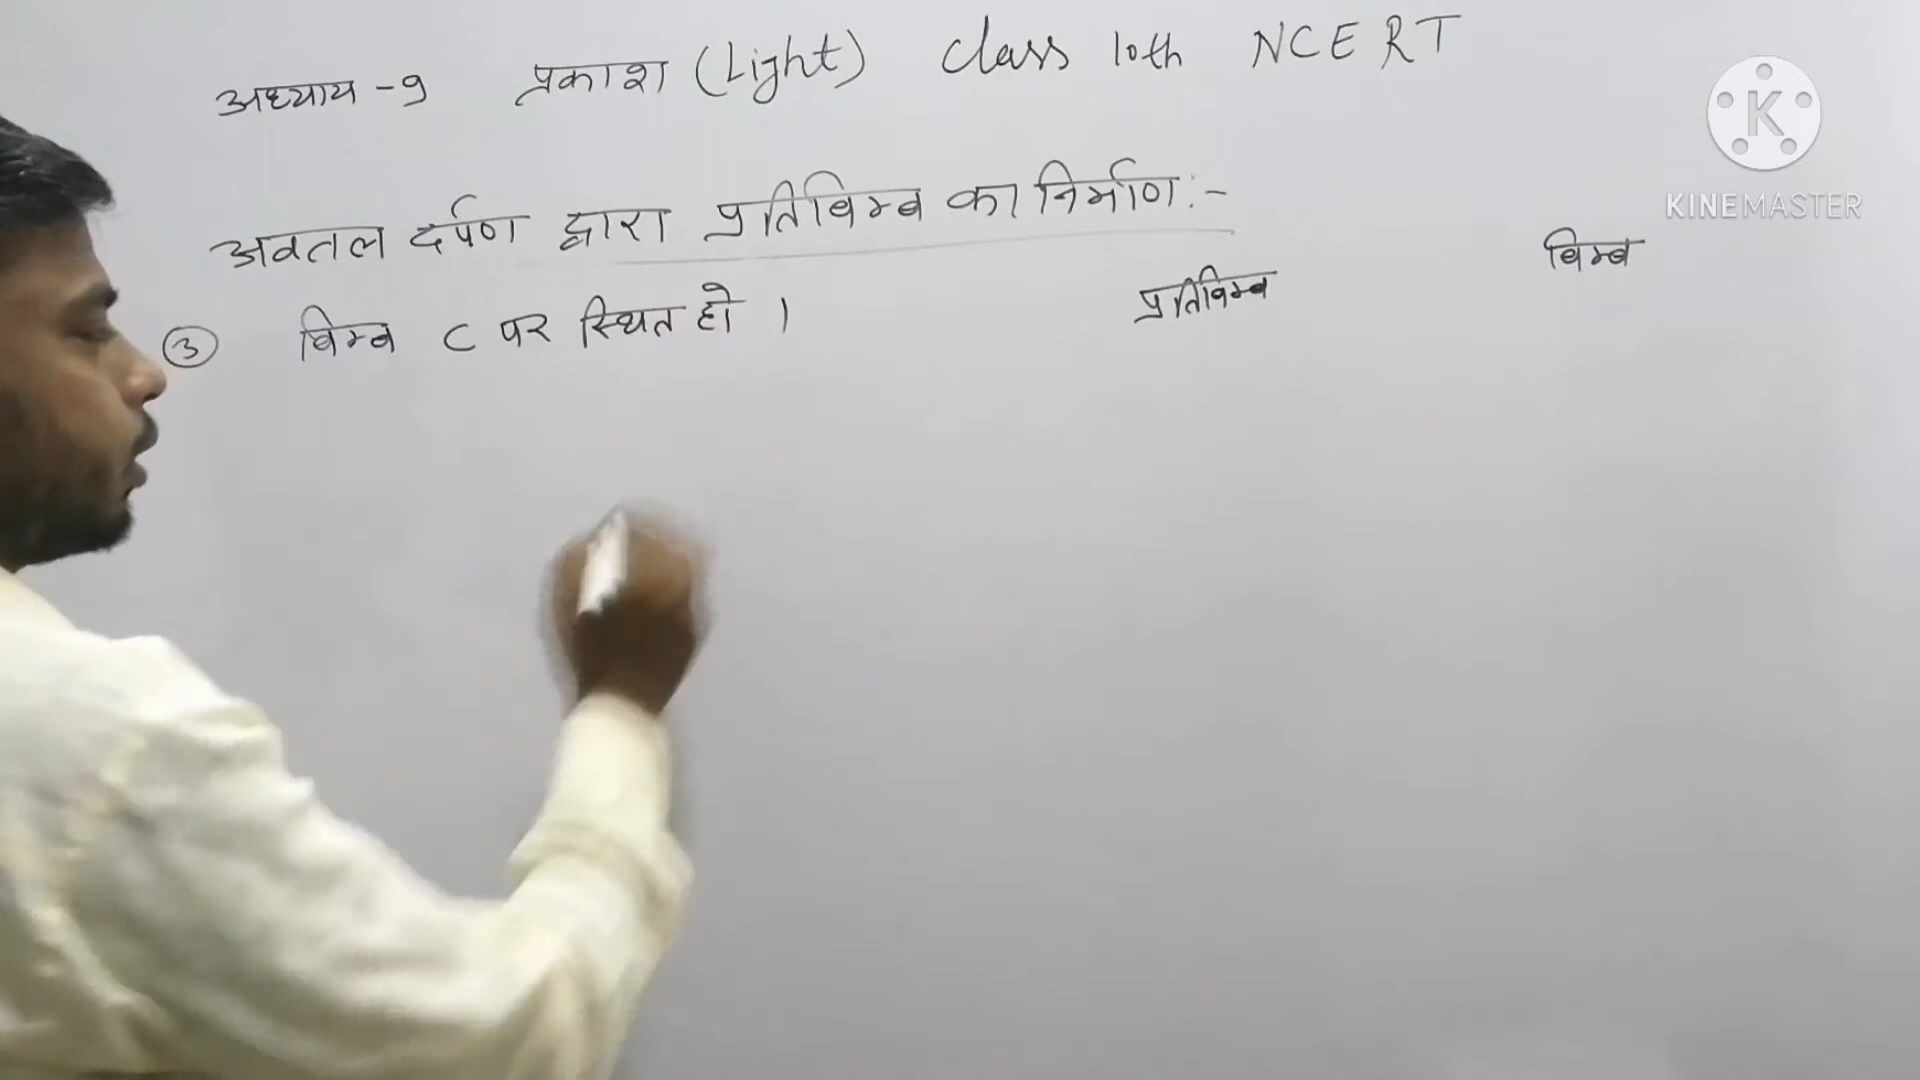 अध्याय -9 प्रकाश (Light) Class 10th NCERT
K
KINEMASTER
अवतल दर्पण द्वारा प्रतिबिम्ब का निर्माण:-
③ बिम्ब C पर स्थित हो ।
प्रतिबिम्ब
बिम्ब